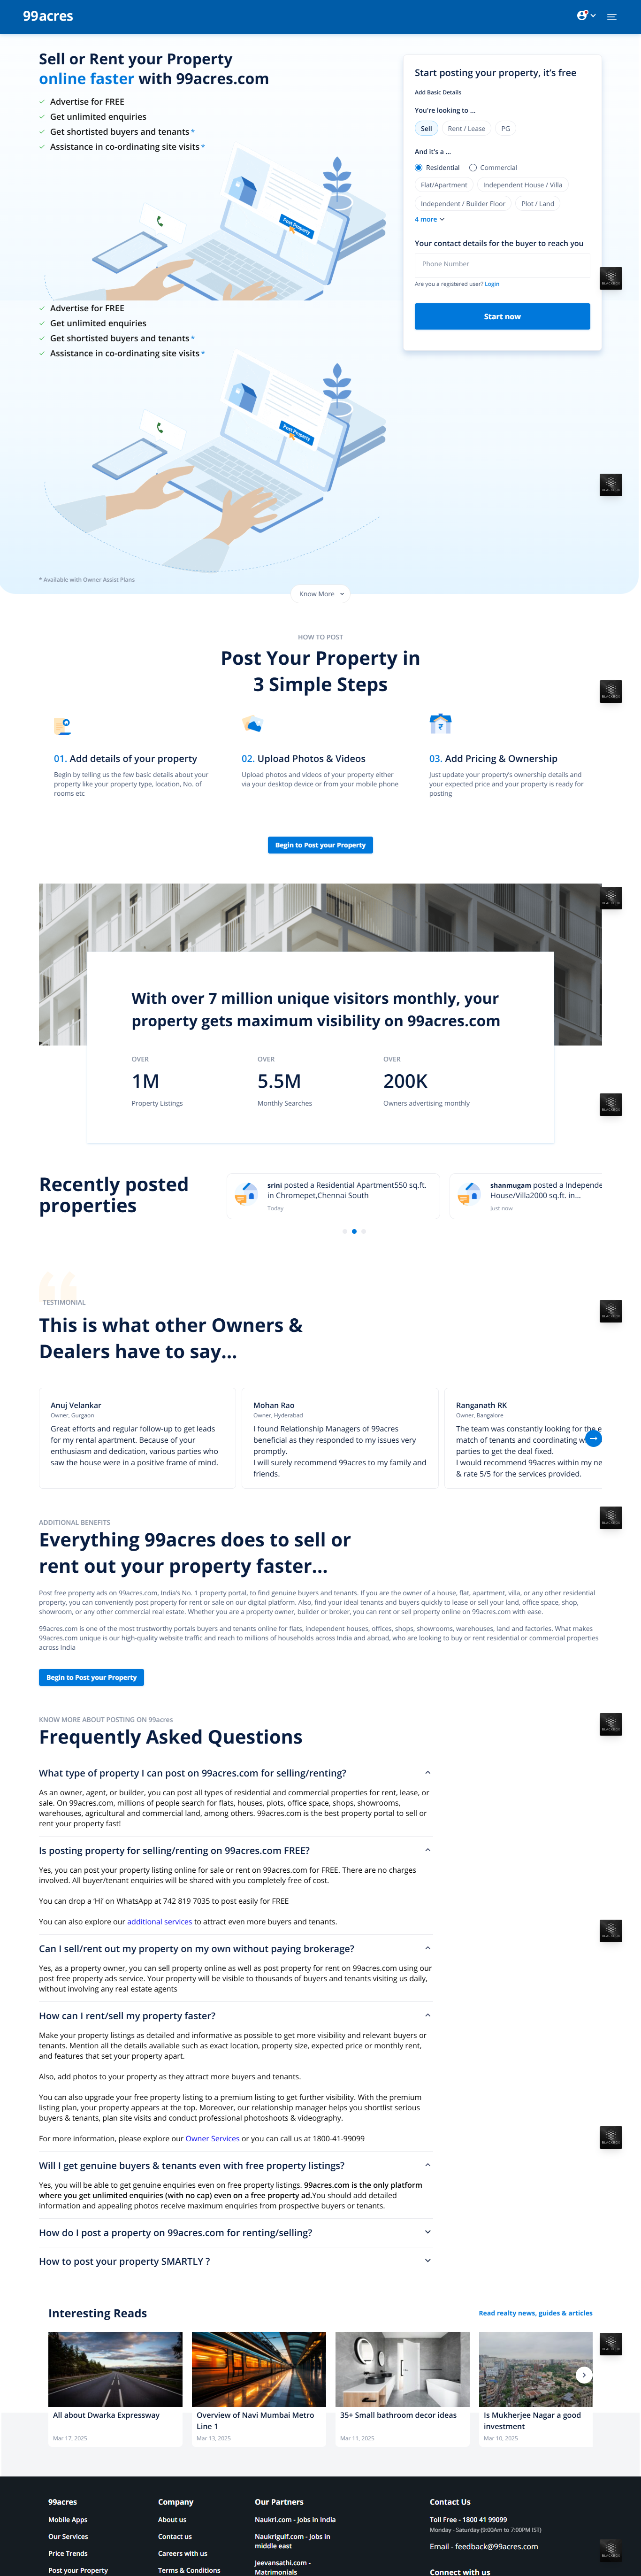 99acres
Sell or Rent your Property
online faster with 99acres.com
Advertise for FREE
Get unlimited enquiries
Get shortisted buyers and tenants*
Assistance in co-ordinating site visits*
Post Property
Advertise for FREE
Get unlimited enquiries
Get shortisted buyers and tenants*
Assistance in co-ordinating site visits*
Post Property
* Available with Owner Assist Plans
Know More
Start posting your property, it's free
Add Basic Details
You're looking to ...
Sell
Rent / Lease
PG
And it's a ...
Residential
Commercial
Flat/Apartment
Independent House / Villa
Independent / Builder Floor
Plot / Land
4 more
Your contact details for the buyer to reach you
Phone Number
Are you a registered user? Login
Start now
HOW TO POST
Post Your Property in
3 Simple Steps
01. Add details of your property
Begin by telling us the few basic details about your
property like your property type, location, No. of
rooms etc
02. Upload Photos & Videos
Upload photos and videos of your property either
via your desktop device or from your mobile phone
03. Add Pricing & Ownership
Just update your property's ownership details and
your expected price and your property is ready for
posting
Begin to Post your Property
With over 7 million unique visitors monthly, your
property gets maximum visibility on 99acres.com
OVER
1M
Property Listings
OVER
5.5M
Monthly Searches
OVER
200K
Owners advertising monthly
Recently posted
properties
srini posted a Residential Apartment550 sq.ft.
in Chromepet,Chennai South
Today
shanmugam posted a Independe
House/Villa2000 sq.ft. in...
Just now
TESTIMONIAL
This is what other Owners &
Dealers have to say...
Anuj Velankar
Owner, Gurgaon
Great efforts and regular follow-up to get leads
for my rental apartment. Because of your
enthusiasm and dedication, various parties who
saw the house were in a positive frame of mind.
Mohan Rao
Owner, Hyderabad
I found Relationship Managers of 99acres
beneficial as they responded to my issues very
promptly.
I will surely recommend 99acres to my family and
friends.
Ranganath RK
Owner, Bangalore
The team was constantly looking for the e
match of tenants and coordinating w
parties to get the deal fixed.
I would recommend 99acres within my ne
& rate 5/5 for the services provided.
ADDITIONAL BENEFITS
Everything 99acres does to sell or
rent out your property faster...
Post free property ads on 99acres.com, India's No. 1 property portal, to find genuine buyers and tenants. If you are the owner of a house, flat, apartment, villa, or any other residential
property, you can conveniently post property for rent or sale on our digital platform. Also, find your ideal tenants and buyers quickly to lease or sell your land, office space, shop,
showroom, or any other commercial real estate. Whether you are a property owner, builder or broker, you can rent or sell property online on 99acres.com with ease.
99acres.com is one of the most trustworthy portals buyers and tenants online for flats, independent houses, offices, shops, showrooms, warehouses, land and factories. What makes
99acres.com unique is our high-quality website traffic and reach to millions of households across India and abroad, who are looking to buy or rent residential or commercial properties
across India
Begin to Post your Property
KNOW MORE ABOUT POSTING ON 99acres
Frequently Asked Questions
What type of property I can post on 99acres.com for selling/renting?
As an owner, agent, or builder, you can post all types of residential and commercial properties for rent, lease, or
sale. On 99acres.com, millions of people search for flats, houses, plots, office space, shops, showrooms,
warehouses, agricultural and commercial land, among others. 99acres.com is the best property portal to sell or
rent your property fast!
Is posting property for selling/renting on 99acres.com FREE?
Yes, you can post your property listing online for sale or rent on 99acres.com for FREE. There are no charges
involved. All buyer/tenant enquiries will be shared with you completely free of cost.
You can drop a 'Hi' on WhatsApp at 742 819 7035 to post easily for FREE
You can also explore our additional services to attract even more buyers and tenants.
Can I sell/rent out my property on my own without paying brokerage?
Yes, as a property owner, you can sell property online as well as post property for rent on 99acres.com using our
post free property ads service. Your property will be visible to thousands of buyers and tenants visiting us daily,
without involving any real estate agents
How can I rent/sell my property faster?
Make your property listings as detailed and informative as possible to get more visibility and relevant buyers or
tenants. Mention all the details available such as exact location, property size, expected price or monthly rent,
and features that set your property apart.
Also, add photos to your property as they attract more buyers and tenants.
You can also upgrade your free property listing to a premium listing to get further visibility. With the premium
listing plan, your property appears at the top. Moreover, our relationship manager helps you shortlist serious
buyers & tenants, plan site visits and conduct professional photoshoots & videography.
For more information, please explore our Owner Services or you can call us at 1800-41-99099
Will I get genuine buyers & tenants even with free property listings?
Yes, you will be able to get genuine enquiries even on free property listings. 99acres.com is the only platform
where you get unlimited enquiries (with no cap) even on a free property ad.You should add detailed
information and appealing photos receive maximum enquiries from prospective buyers or tenants.
How do I post a property on 99acres.com for renting/selling?
How to post your property SMARTLY ?
Interesting Reads
Read realty news, guides & articles
All about Dwarka Expressway
Mar 17, 2025
Overview of Navi Mumbai Metro
Line 1
Mar 13, 2025
35+ Small bathroom decor ideas
Mar 11, 2025
Is Mukherjee Nagar a good
investment
Mar 10, 2025
99acres
Mobile Apps
Our Services
Price Trends
Post your Property
Company
About us
Contact us
Careers with us
Terms & Conditions
Our Partners
Naukri.com - Jobs in India
Naukrigulf.com - Jobs in
middle east
Jeevansathi.com -
Matrimonials
Contact Us
Toll Free - 1800 41 99099
Monday - Saturday (9:00AM to 7:00PM IST)
Email - feedback@99acres.com
Connect with us